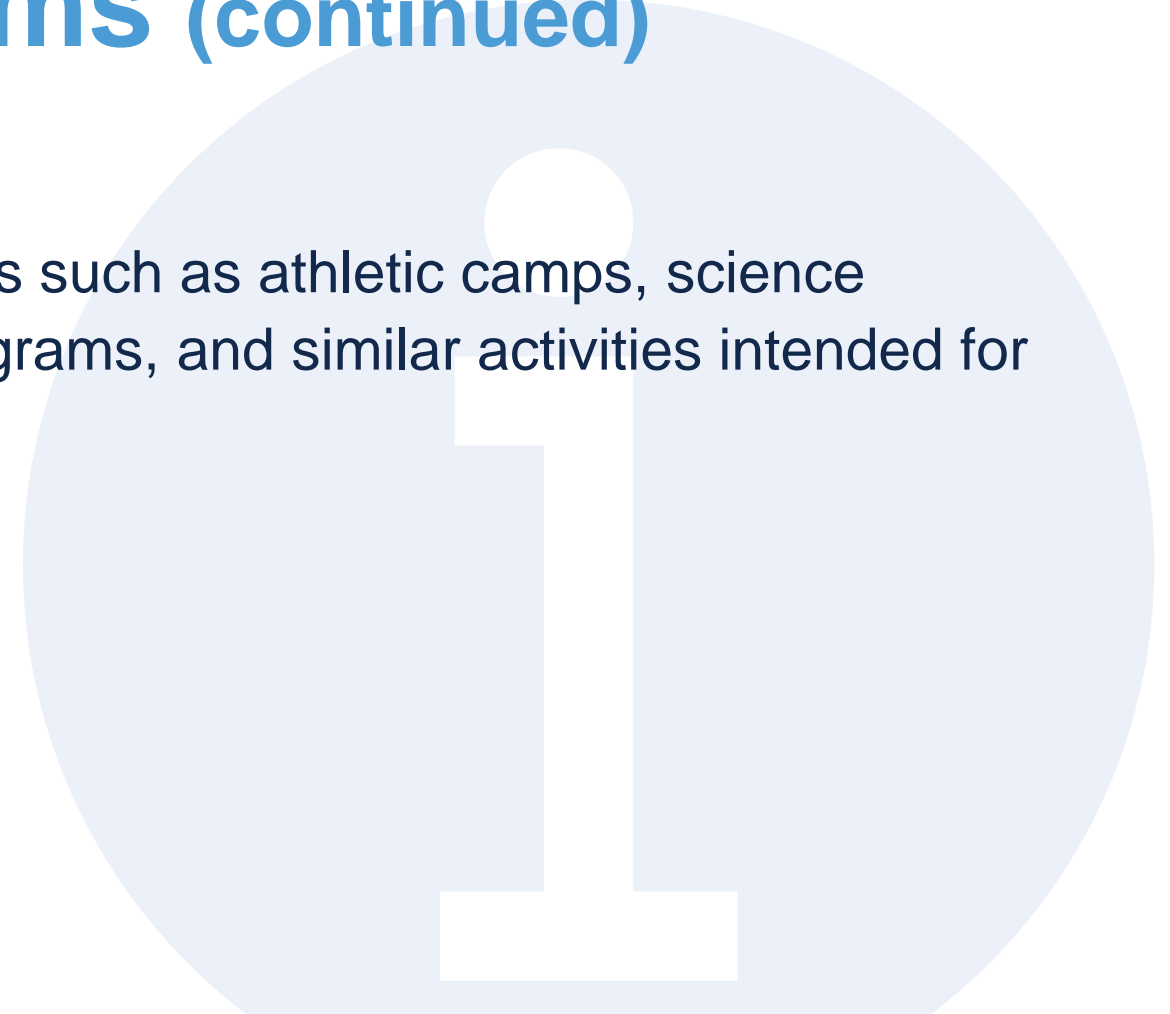 ms (continued)
s such as athletic camps, science
grams, and similar activities intended for